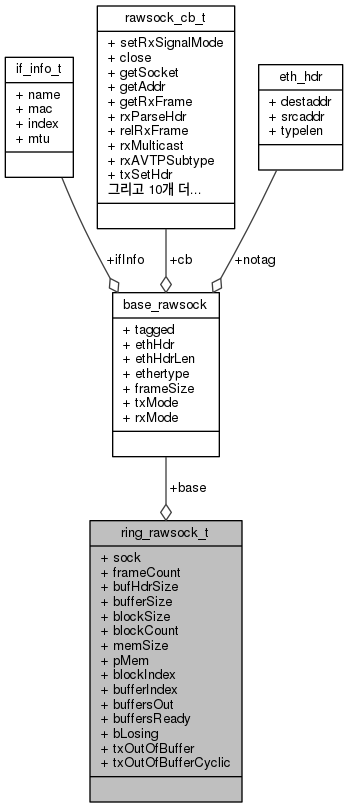 rawsock_cb_t
+ setRxSignalMode
+ close
+ getSocket
+ getAddr
+ getRxFrame
+ rxParseHdr
+ relRxFrame
+ rxMulticast
+ rxAVTPSubtype
+ txSetHdr
그리고 10개 더...
if_info_t
+ name
+ mac
+ index
+ mtu
eth_hdr
+ destaddr
+ srcaddr
+ typelen
+ifInfo
+cb
+notag
base_rawsock
+ tagged
+ ethHdr
+ ethHdrLen
+ ethertype
+ frameSize
+ txMode
+ rxMode
+base
ring_rawsock_t
+ sock
+ frameCount
+ bufHdrSize
+ bufferSize
+ blockSize
+ blockCount
+ memSize
+ pMem
+ blockIndex
+ bufferIndex
+ buffersOut
+ buffersReady
+ bLosing
+ txOutOfBuffer
+ txOutOfBufferCyclic